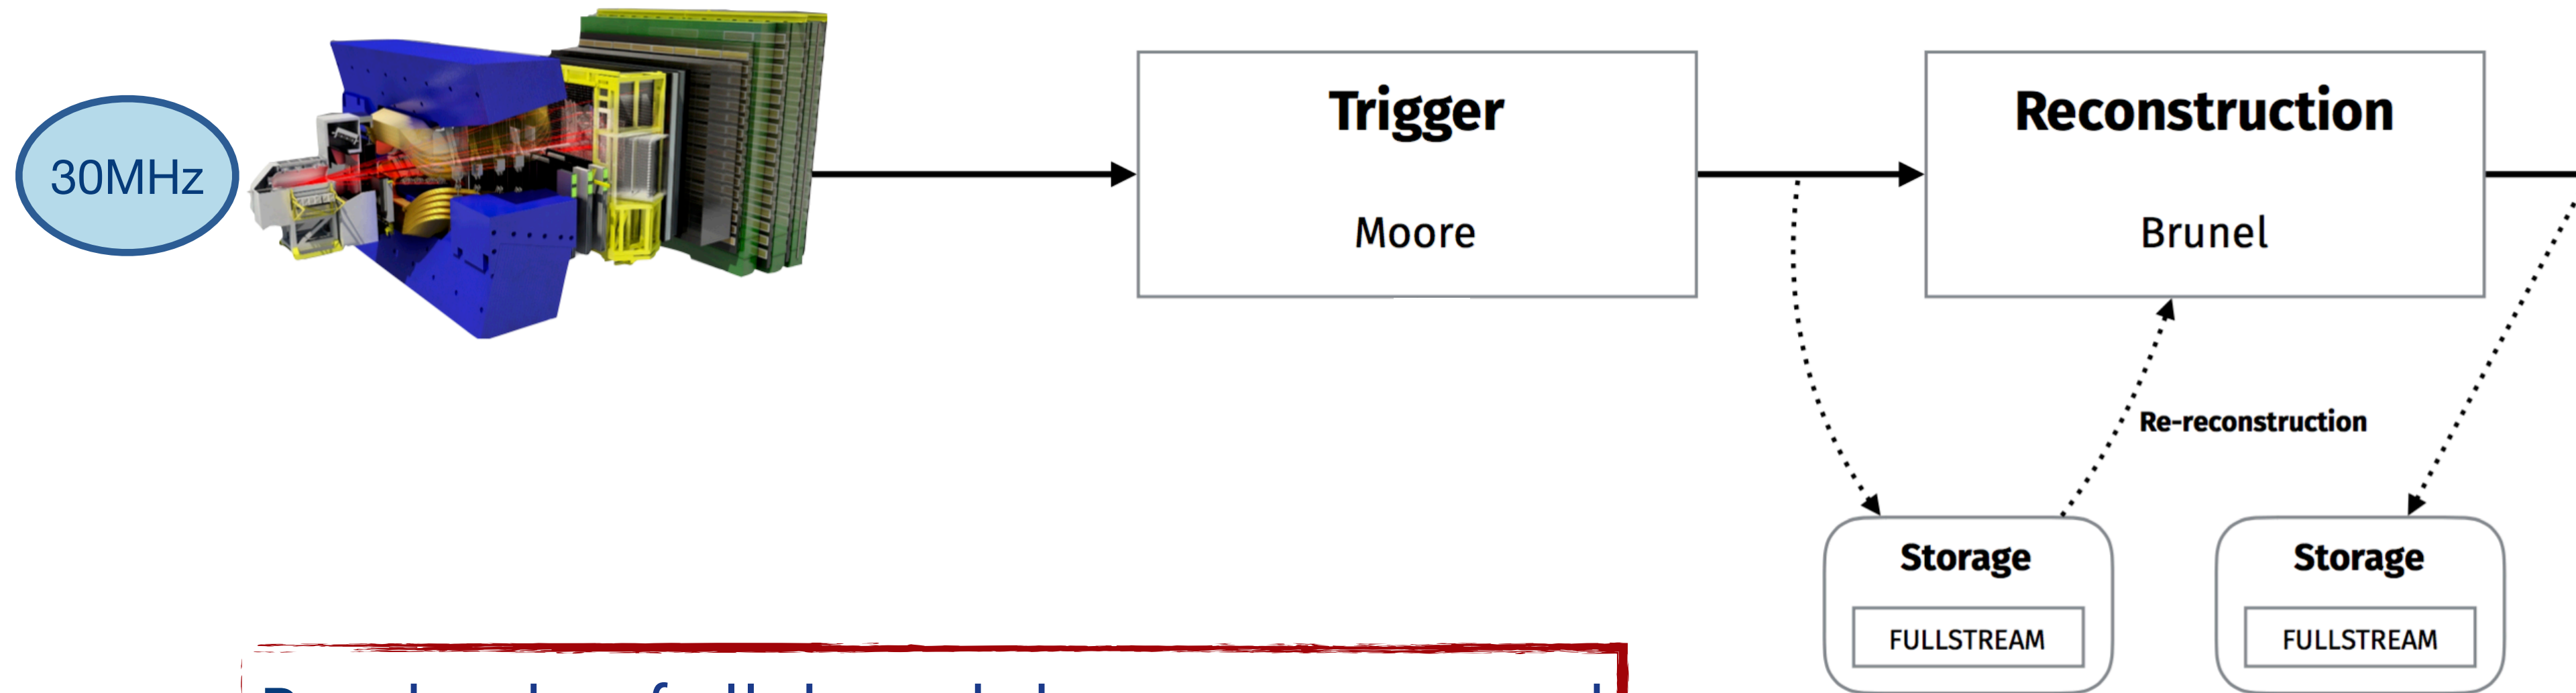 30MHz
Trigger
Moore
Reconstruction
Brunel
Re-reconstruction
Storage
FULLSTREAM
Storage
FULLSTREAM